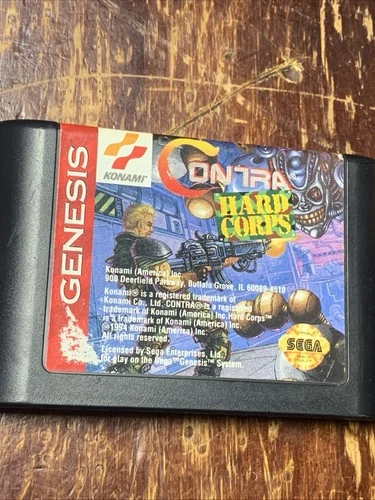 GENESIS
KONAMI
CONTRA
HARD
CORPS
Konami (America) Inc.
900 Deerfield Parkway, Buffalo Grove, IL 60089-4510
Konami® is a registered trademark of
Konami Co., Ltd. CONTRA® is a regist
trademark of Konami (America) Inc. Hard Corps™
is a trademark of Konami (America) Inc.
©1994 Konami (America) Inc.
All rights reserved.
Licensed by Sega Enterprises, Ltd.
for play on the Sega™ Genesis™ System.
SEGA